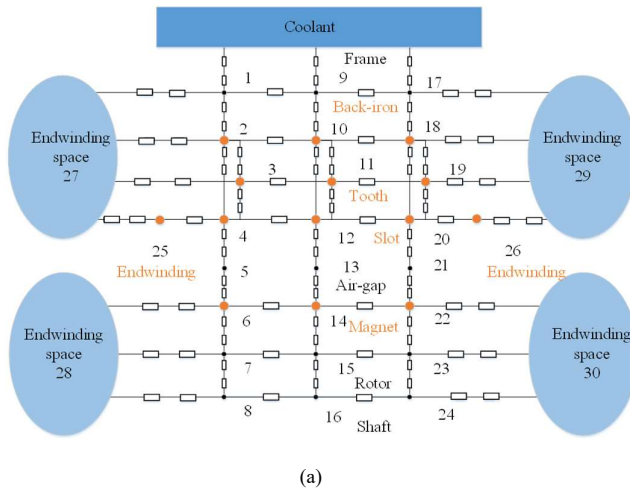 Coolant
Frame
1 9 17
Back-iron
Endwinding
space
27
2 10 18
Endwinding
space
29
3 11 19
Tooth
4 12 Slot 20
25 26
Endwinding 5 13 21 Endwinding
Air-gap
6 14 Magnet 22
Endwinding
space
28
Endwinding
space
30
7 15 23
Rotor
8 16 24
Shaft
(a)